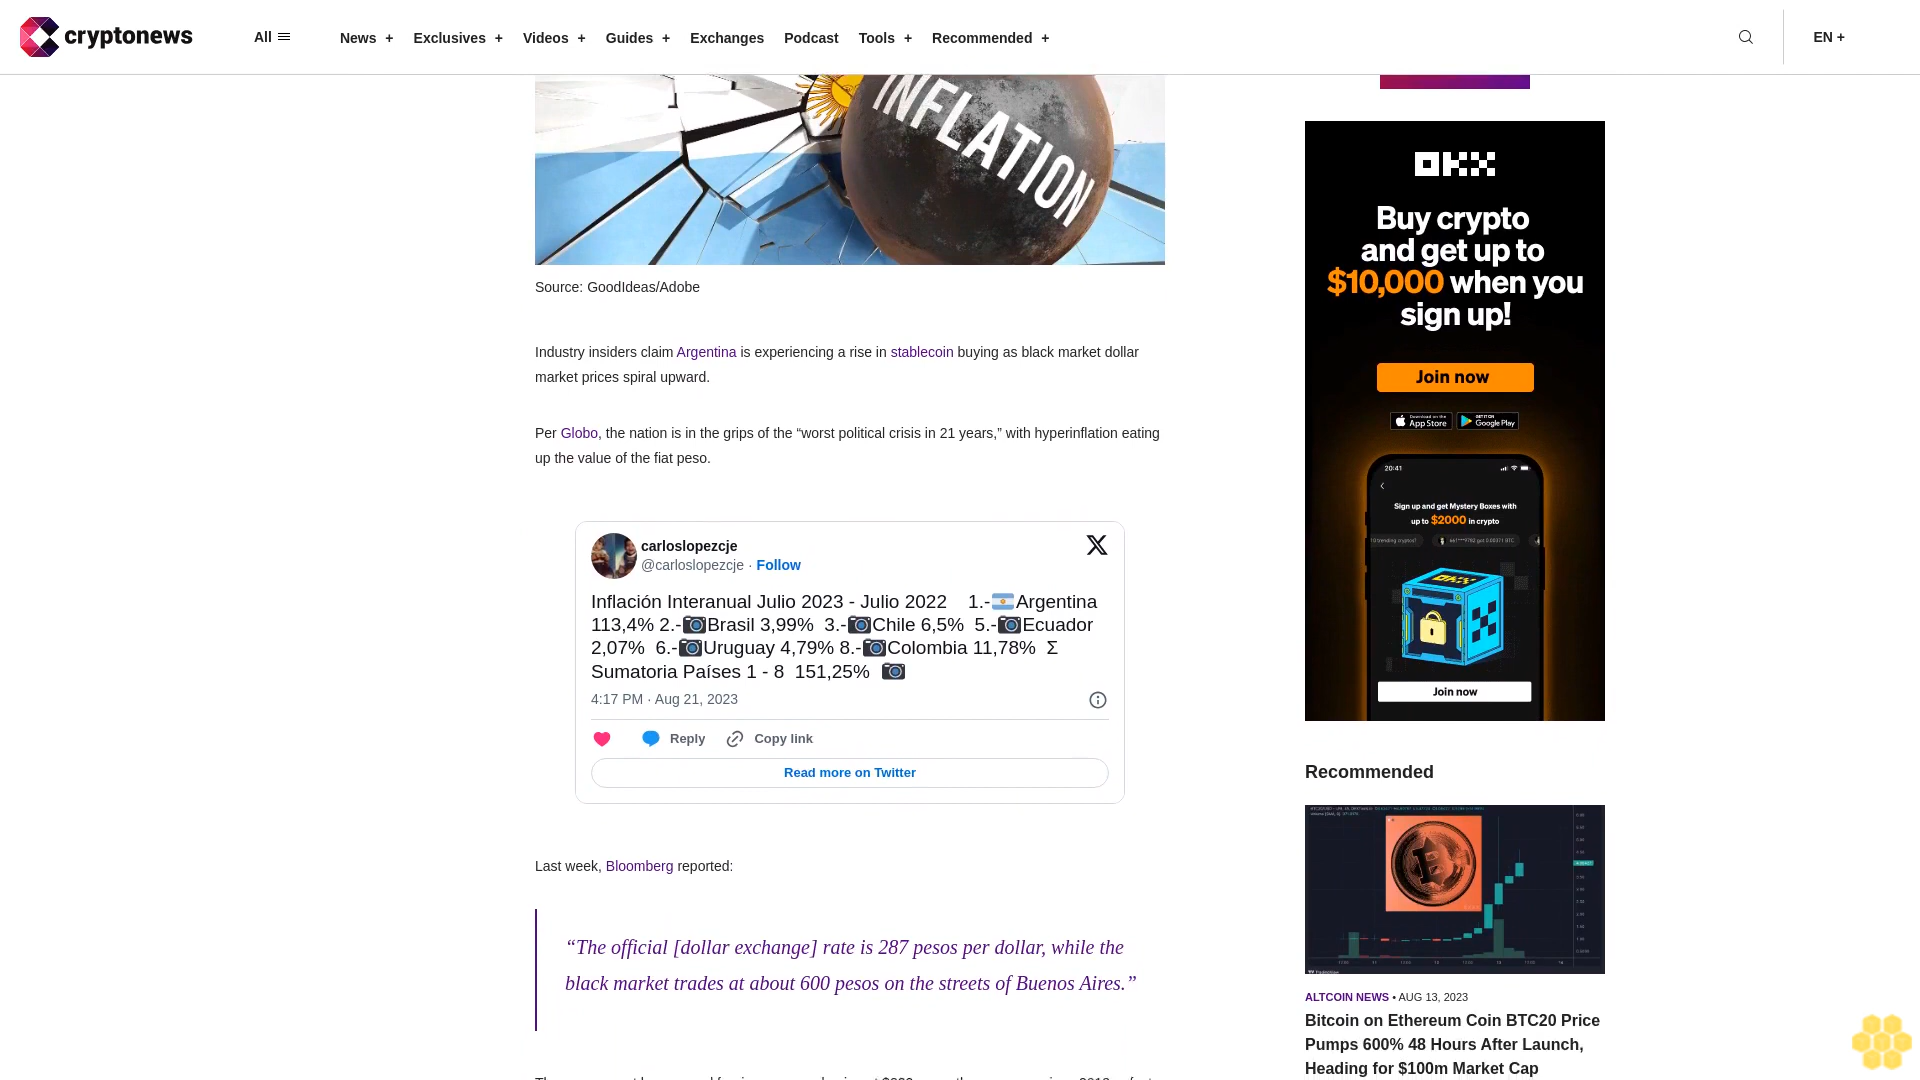 cryptonews
All
News +
Exclusives +
Videos +
Guides +
Exchanges
Podcast
Tools +
Recommended +
EN +
INFLATION
Source: GoodIdeas/Adobe
Industry insiders claim Argentina is experiencing a rise in stablecoin buying as black market dollar
market prices spiral upward.
Per Globo, the nation is in the grips of the “worst political crisis in 21 years,” with hyperinflation eating
up the value of the fiat peso.
carloslopezcje
@carloslopezcje · Follow
Inflación Interanual Julio 2023 - Julio 2022 1.-🇦🇷Argentina
113,4% 2.-📷Brasil 3,99% 3.-📷Chile 6,5% 5.-📷Ecuador
2,07% 6.-📷Uruguay 4,79% 8.-📷Colombia 11,78% Σ
Sumatoria Países 1 - 8 151,25% 📷
4:17 PM · Aug 21, 2023
Reply
Copy link
Read more on Twitter
Last week, Bloomberg reported:
“The official [dollar exchange] rate is 287 pesos per dollar, while the
black market trades at about 600 pesos on the streets of Buenos Aires.”
OKX
Buy crypto
and get up to
$10,000 when you
sign up!
Join now
Download on the
App Store
GET IT ON
Google Play
20:41
Sign up and get Mystery Boxes with
up to $2000 in crypto
OKX
Join now
Recommended
ALTCOIN NEWS • AUG 13, 2023
Bitcoin on Ethereum Coin BTC20 Price
Pumps 600% 48 Hours After Launch,
Heading for $100m Market Cap